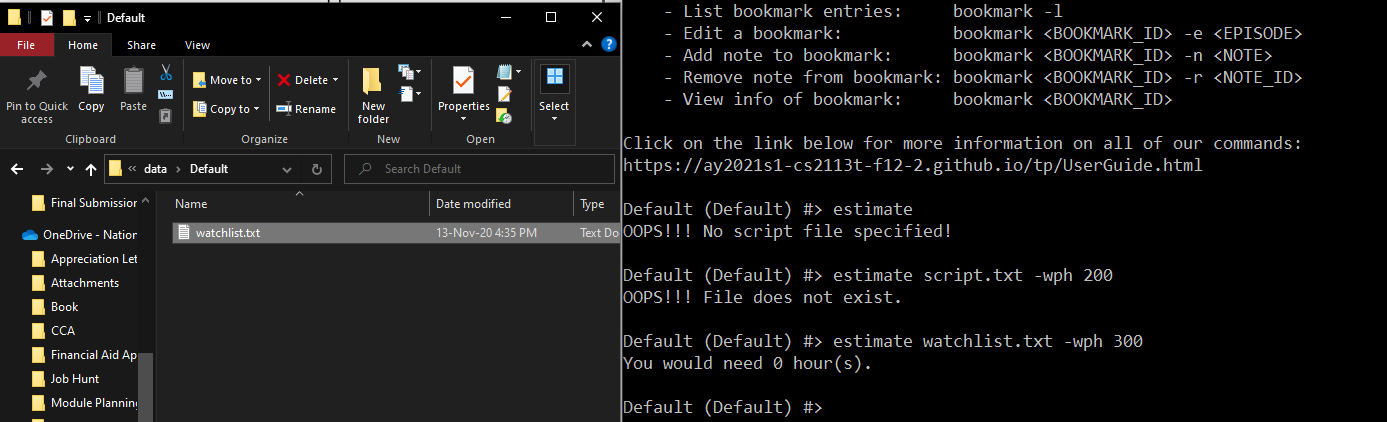 Default
File Home Share View
Pin to Quick access
Copy
Paste
Move to
Copy to
Delete
Rename
New folder
Properties
Select
Clipboard Organize New Open
« data › Default
Search Default
Name Date modified Type
watchlist.txt 13-Nov-20 4:35 PM Text Do
Final Submission
OneDrive - Nation
Appreciation Let
Attachments
Book
CCA
Financial Aid Ap
Job Hunt
Module Planning
- List bookmark entries: bookmark -l
- Edit a bookmark: bookmark <BOOKMARK_ID> -e <EPISODE>
- Add note to bookmark: bookmark <BOOKMARK_ID> -n <NOTE>
- Remove note from bookmark: bookmark <BOOKMARK_ID> -r <NOTE_ID>
- View info of bookmark: bookmark <BOOKMARK_ID>
Click on the link below for more information on all of our commands:
https://ay2021s1-cs2113t-f12-2.github.io/tp/UserGuide.html
Default (Default) #> estimate
OOPS!!! No script file specified!
Default (Default) #> estimate script.txt -wph 200
OOPS!!! File does not exist.
Default (Default) #> estimate watchlist.txt -wph 300
You would need 0 hour(s).
Default (Default) #>